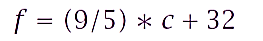 f = (9/5) * c + 32